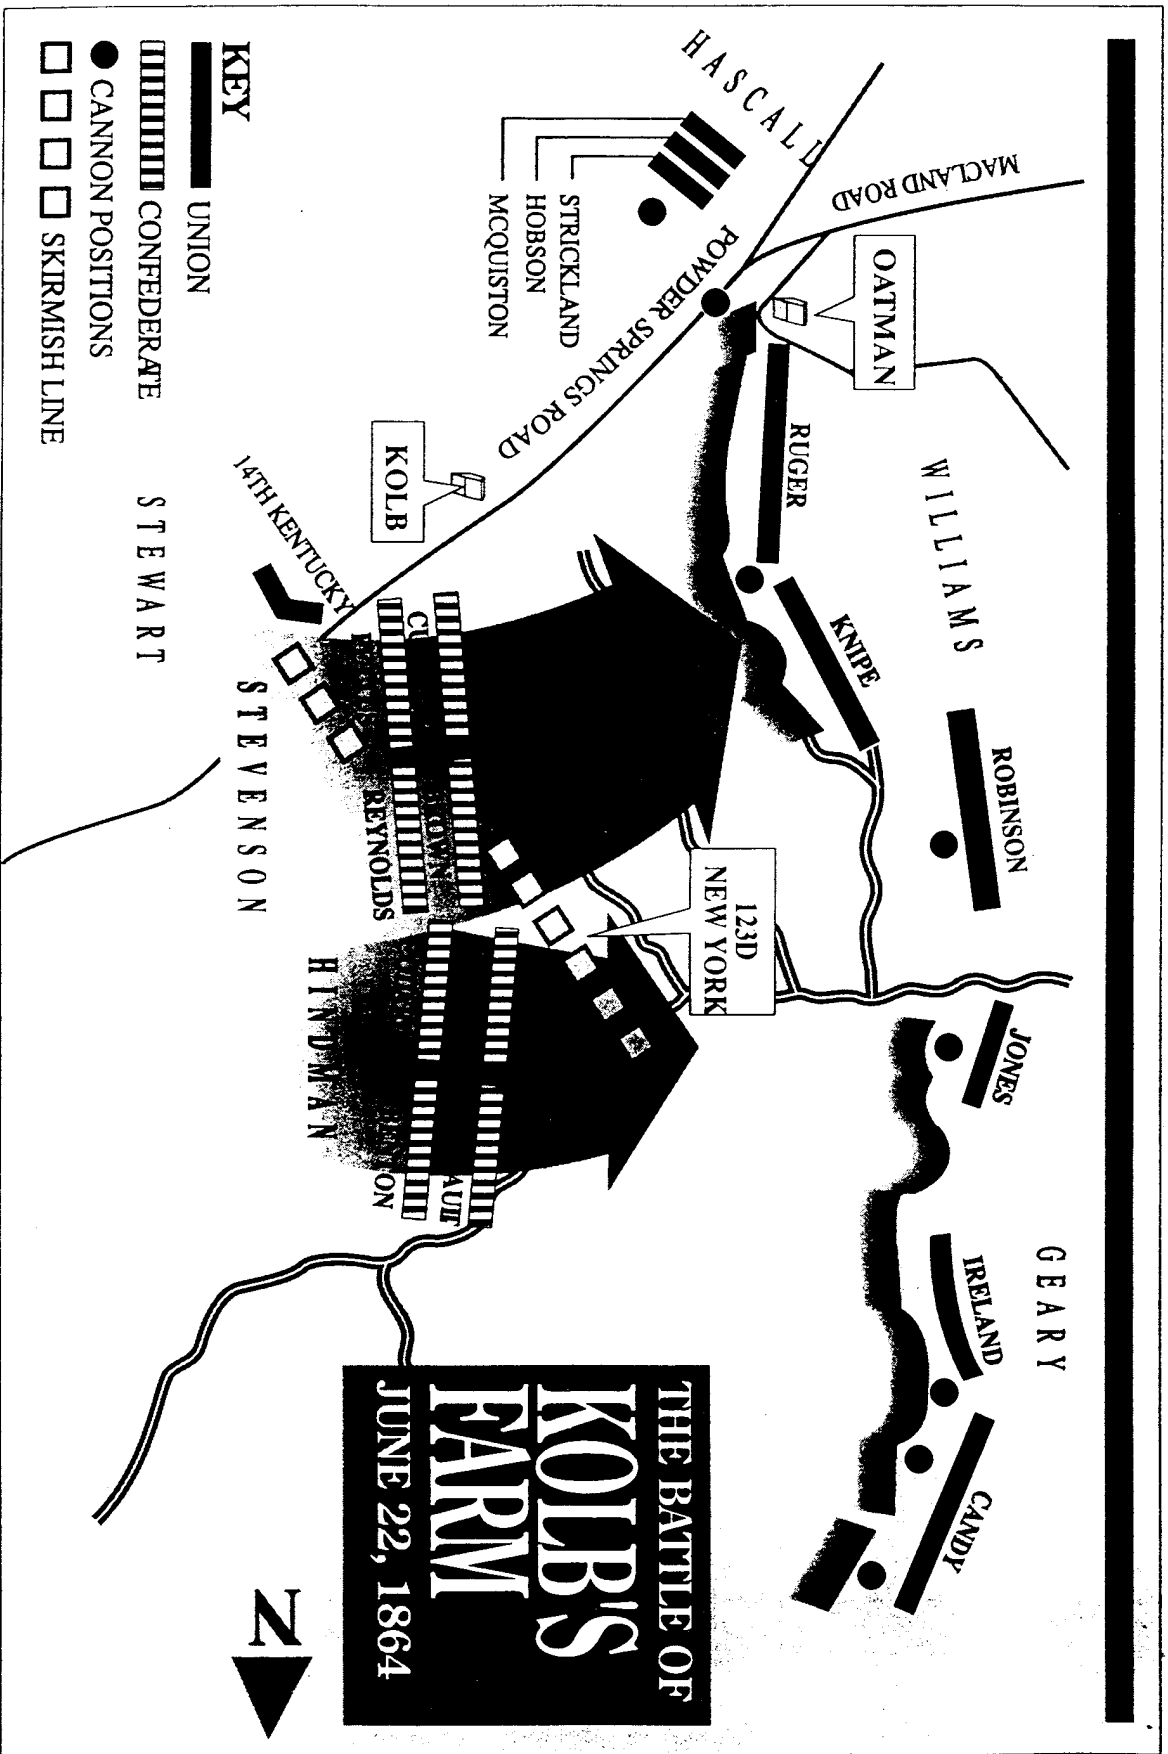 THE BATTLE OF
KOLB'S
FARM
JUNE 22, 1864
N
GEARY
CANDY
IRELAND
JONES
ROBINSON
WILLIAMS
KNIPE
RUGER
OATMAN
MACLAND ROAD
HASCALL
STRICKLAND
HOBSON
MCQUISTON
POWDER SPRINGS ROAD
KOLB
123D
NEW YORK
14TH KENTUCKY
REYNOLDS
STEWART
STEVENSON
HINDMAN
KEY
UNION
CONFEDERATE
CANNON POSITIONS
SKIRMISH LINE